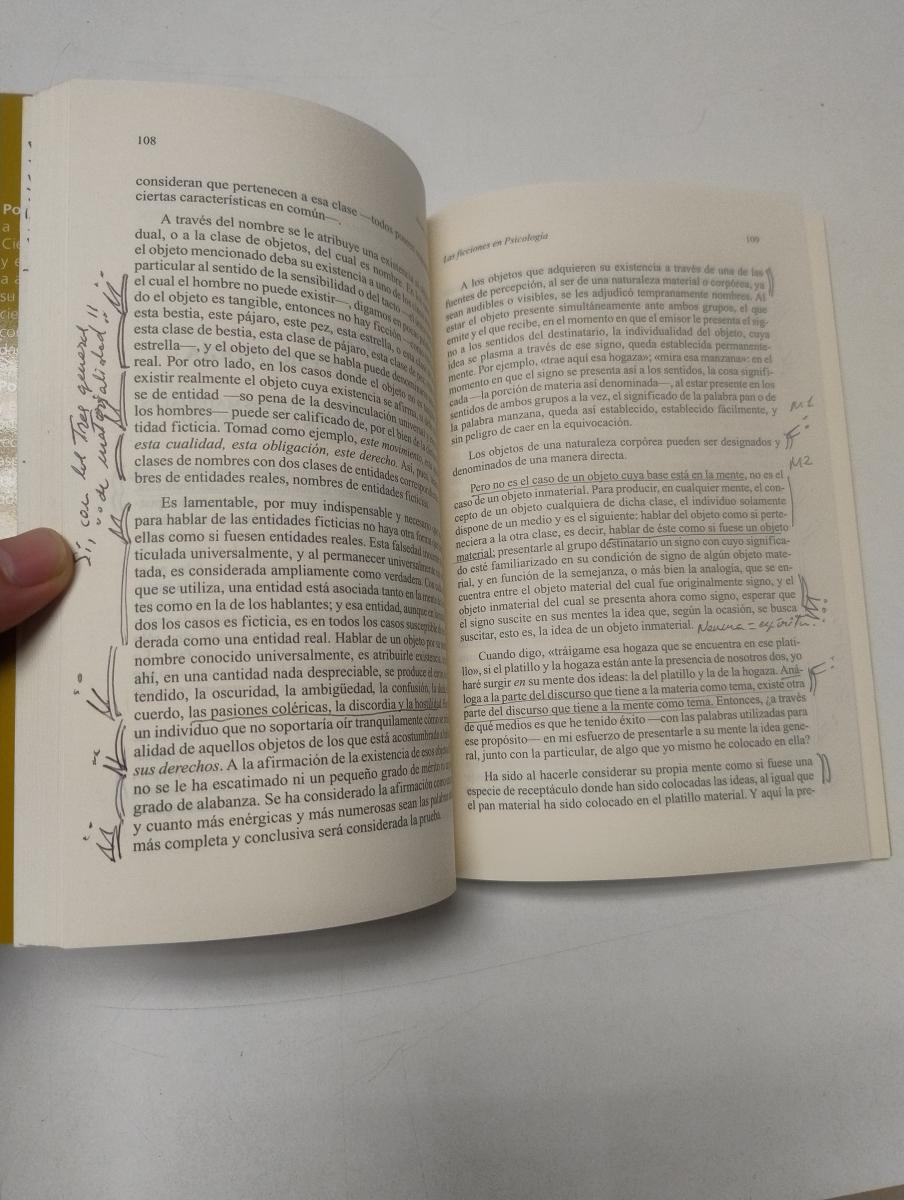 108
consideran que pertenecen a esa clase —todos poseen
ciertas características en común—.
A través del nombre se le atribuye una existencia
dual, o a la clase de objetos, del cual es nombre. En
el objeto mencionado deba su existencia a uno de los
particular al sentido de la sensibilidad o del tacto
el cual el hombre no puede existir—, digamos en
do el objeto es tangible, entonces no hay ficción
esta bestia, este pájaro, este pez, esta estrella, o
esta clase de bestia, esta clase de pájaro, esta clase de
estrella—, y el objeto del que se habla puede
real. Por otro lado, en los casos donde el objeto no
existir realmente el objeto cuya existencia se afirma,
se de entidad —so pena de la desvinculación universal
los hombres— puede ser calificado de, por el bien de la
tidad ficticia. Tomad como ejemplo, este movimiento,
esta cualidad, esta obligación, este derecho. Así,
clases de nombres con dos clases de entidades
bres de entidades reales, nombres de entidades ficticias.
Es lamentable, por muy indispensable y necesario que
para hablar de las entidades ficticias no haya otra forma que
ellas como si fuesen entidades reales. Esta falsedad
ticulada universalmente, y al permanecer universalmente
tada, es considerada ampliamente como verdadera. Con
que se utiliza, una entidad está asociada tanto en la mente de
tes como en la de los hablantes; y esa entidad, aunque en
dos los casos es ficticia, es en todos los casos susceptible de
derada como una entidad real. Hablar de un objeto por su
nombre conocido universalmente, es atribuirle existencia,
ahí, en una cantidad nada despreciable, se produce el
tendido, la oscuridad, la ambigüedad, la confusión, la
cuerdo, las pasiones coléricas, la discordia y la hostilidad.
un individuo que no soportaría oír tranquilamente cómo se
alidad de aquellos objetos de los que está acostumbrado a
sus derechos. A la afirmación de la existencia de esos objetos
no se le ha escatimado ni un pequeño grado de mérito ni
grado de alabanza. Se ha considerado la afirmación como
y cuanto más enérgicas y más numerosas sean las palabras
más completa y conclusiva será considerada la prueba.
Las ficciones en Psicología
109
A los objetos que adquieren su existencia a través de una de las
fuentes de percepción, al ser de una naturaleza material o corpórea, ya
sean audibles o visibles, se les adjudicó tempranamente nombres. Al
estar el objeto presente simultáneamente ante ambos grupos, el que
emite y el que recibe, en el momento en que el emisor le presenta el sig-
no a los sentidos del destinatario, la individualidad del objeto, cuya
idea se plasma a través de ese signo, queda establecida permanente-
mente. Por ejemplo, «trae aquí esa hogaza»; «mira esa manzana»: en el
momento en que el signo se presenta así a los sentidos, la cosa signifi-
cada —la porción de materia así denominada—, al estar presente en los
sentidos de ambos grupos a la vez, el significado de la palabra pan o de
la palabra manzana, queda así establecido, establecido fácilmente, y
sin peligro de caer en la equivocación.
M1
Los objetos de una naturaleza corpórea pueden ser designados y
denominados de una manera directa.
M2
Pero no es el caso de un objeto cuya base está en la mente, no es el
caso de un objeto inmaterial. Para producir, en cualquier mente, el con-
cepto de un objeto cualquiera de dicha clase, el individuo solamente
dispone de un medio y es el siguiente: hablar del objeto como si perte-
neciera a la otra clase, es decir, hablar de éste como si fuese un objeto
material; presentarle al grupo destinatario un signo con cuyo significa-
do esté familiarizado en su condición de signo de algún objeto mate-
rial, y en función de la semejanza, o más bien la analogía, que se en-
cuentra entre el objeto material del cual fue originalmente signo, y el
objeto inmaterial del cual se presenta ahora como signo, esperar que
el signo suscite en sus mentes la idea que, según la ocasión, se busca
suscitar, esto es, la idea de un objeto inmaterial.
Cuando digo, «tráigame esa hogaza que se encuentra en ese plati-
llo», si el platillo y la hogaza están ante la presencia de nosotros dos, yo
haré surgir en su mente dos ideas: la del platillo y la de la hogaza. Aná-
loga a la parte del discurso que tiene a la materia como tema, existe otra
parte del discurso que tiene a la mente como tema. Entonces, ¿a través
de qué medios es que he tenido éxito —con las palabras utilizadas para
ese propósito— en mi esfuerzo de presentarle a su mente la idea gene-
ral, junto con la particular, de algo que yo mismo he colocado en ella?
Ha sido al hacerle considerar su propia mente como si fuese una
especie de receptáculo donde han sido colocadas las ideas, al igual que
el pan material ha sido colocado en el platillo material. Y aquí la pre-